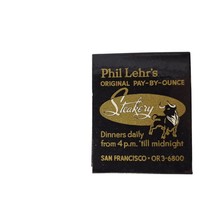 Phil Lehr's
ORIGINAL PAY-BY-OUNCE
Steakery
Dinners daily
from 4 p.m. 'till midnight
SAN FRANCISCO • OR 3-6800